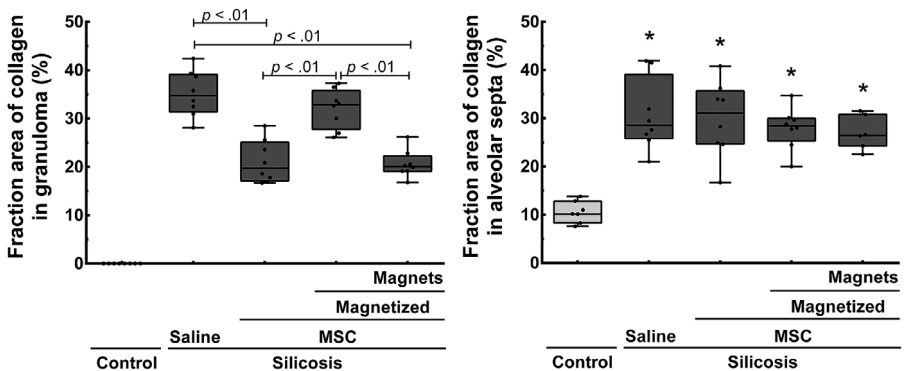 Fraction area of collagen
in granuloma (%)
50
40
30
20
10
0
p < .01
p < .01
p < .01
p < .01
Magnets
Magnetized
Saline
MSC
Control
Silicosis
Fraction area of collagen
in alveolar septa (%)
50
40
30
20
10
0
*
*
*
*
Magnets
Magnetized
Saline
MSC
Control
Silicosis